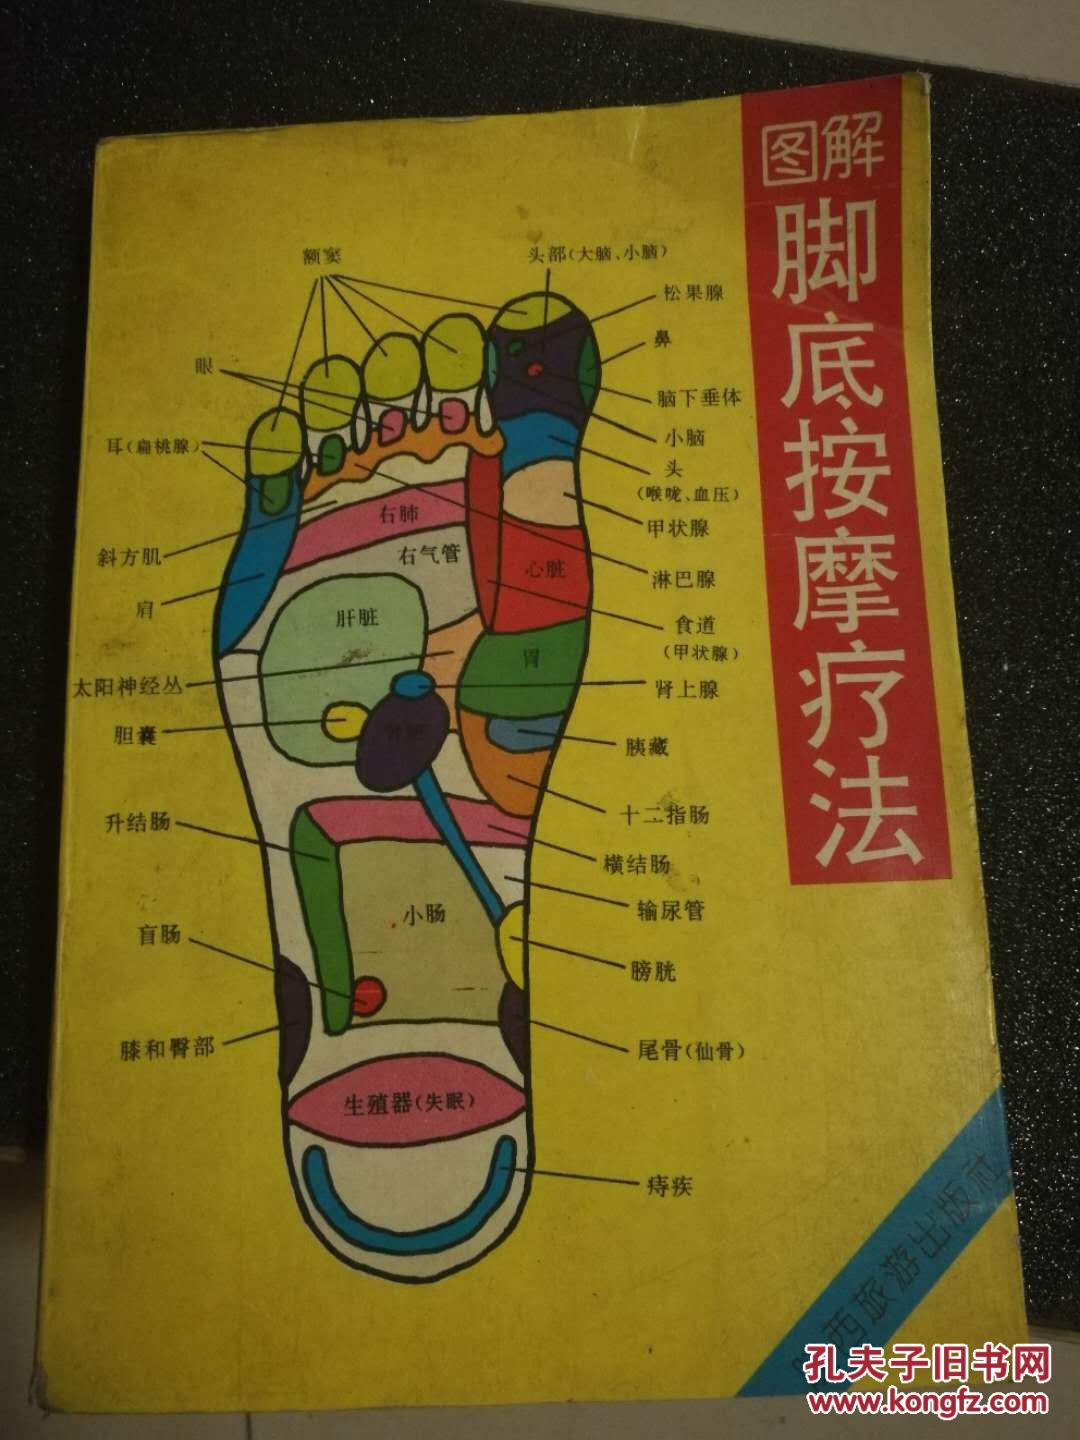 图解
脚底按摩疗法
额窦
头部(大脑、小脑)
松果腺
鼻
眼
脑下垂体
耳(扁桃腺)
小脑
头
(喉咙、血压)
右肺
甲状腺
斜方肌
右气管
心脏
淋巴腺
肩
肝脏
食道
(甲状腺)
胃
太阳神经丛
肾上腺
胆囊
胰藏
升结肠
十二指肠
横结肠
小肠
输尿管
盲肠
膀胱
膝和臀部
尾骨(仙骨)
生殖器(失眠)
痔疾
西旅游出版社
孔夫子旧书网
www.kongfz.com